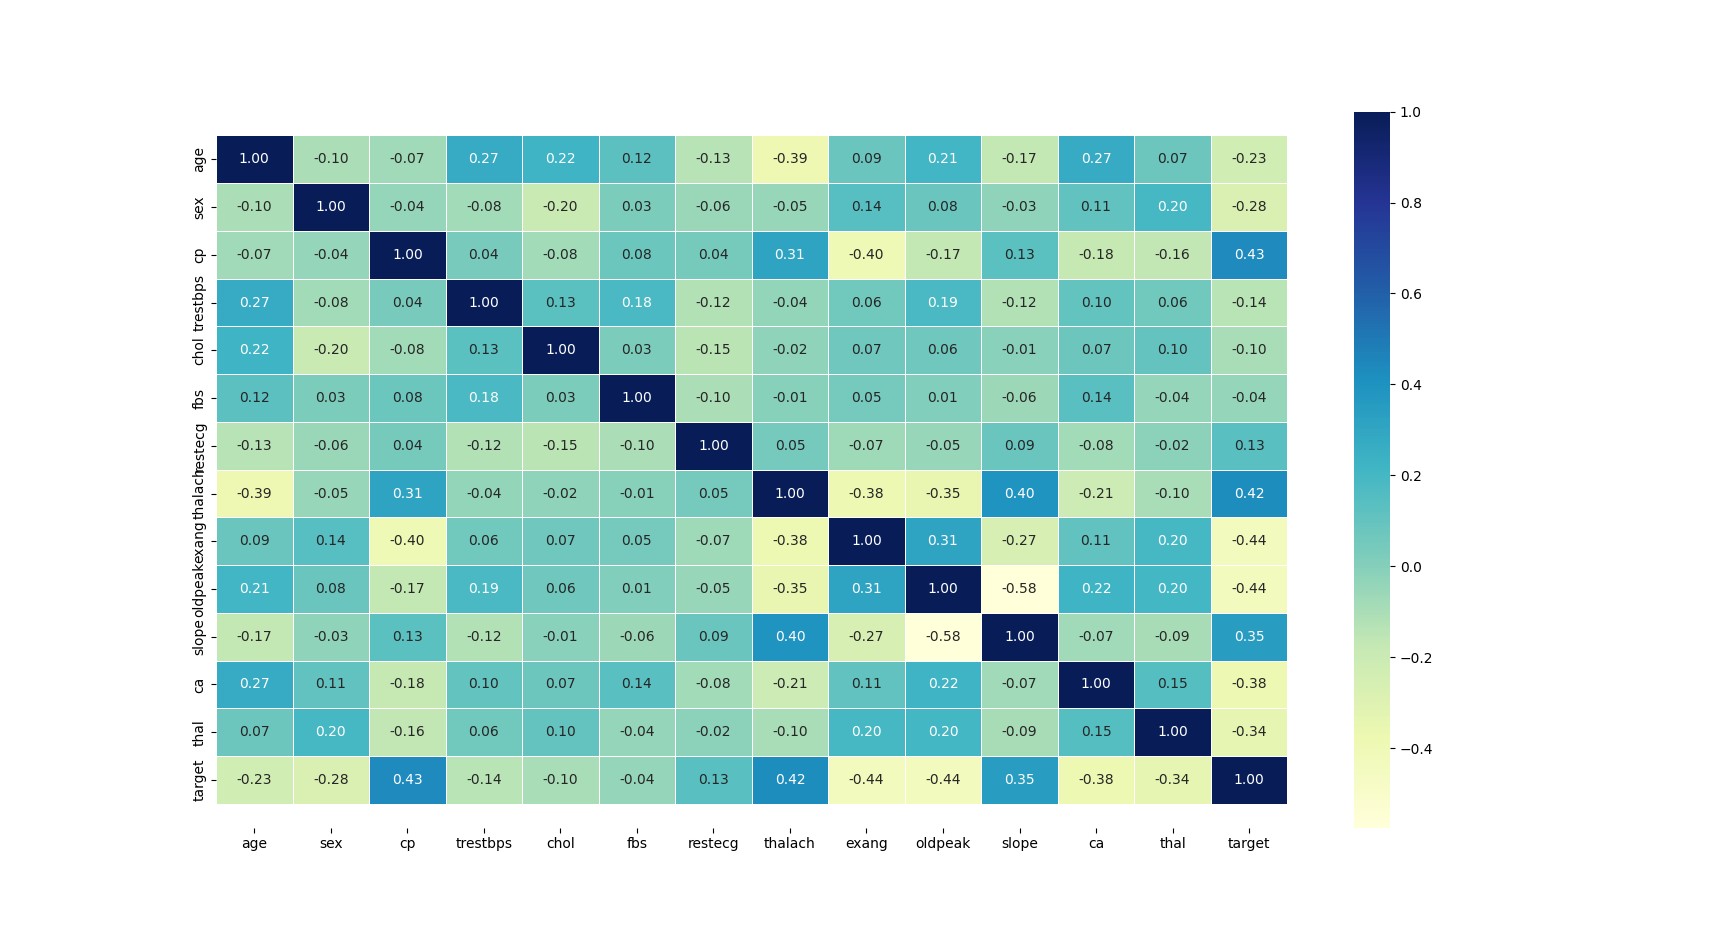 age 1.00 -0.10 -0.07 0.27 0.22 0.12 -0.13 -0.39 0.09 0.21 -0.17 0.27 0.07 -0.23
sex -0.10 1.00 -0.04 -0.08 -0.20 0.03 -0.06 -0.05 0.14 0.08 -0.03 0.11 0.20 -0.28
cp -0.07 -0.04 1.00 0.04 -0.08 0.08 0.04 0.31 -0.40 -0.17 0.13 -0.18 -0.16 0.43
trestbps 0.27 -0.08 0.04 1.00 0.13 0.18 -0.12 -0.04 0.06 0.19 -0.12 0.10 0.06 -0.14
chol 0.22 -0.20 -0.08 0.13 1.00 0.03 -0.15 -0.02 0.07 0.06 -0.01 0.07 0.10 -0.10
fbs 0.12 0.03 0.08 0.18 0.03 1.00 -0.10 -0.01 0.05 0.01 -0.06 0.14 -0.04 -0.04
restecg -0.13 -0.06 0.04 -0.12 -0.15 -0.10 1.00 0.05 -0.07 -0.05 0.09 -0.08 -0.02 0.13
thalach -0.39 -0.05 0.31 -0.04 -0.02 -0.01 0.05 1.00 -0.38 -0.35 0.40 -0.21 -0.10 0.42
exang 0.09 0.14 -0.40 0.06 0.07 0.05 -0.07 -0.38 1.00 0.31 -0.27 0.11 0.20 -0.44
oldpeak 0.21 0.08 -0.17 0.19 0.06 0.01 -0.05 -0.35 0.31 1.00 -0.58 0.22 0.20 -0.44
slope -0.17 -0.03 0.13 -0.12 -0.01 -0.06 0.09 0.40 -0.27 -0.58 1.00 -0.07 -0.09 0.35
ca 0.27 0.11 -0.18 0.10 0.07 0.14 -0.08 -0.21 0.11 0.22 -0.07 1.00 0.15 -0.38
thal 0.07 0.20 -0.16 0.06 0.10 -0.04 -0.02 -0.10 0.20 0.20 -0.09 0.15 1.00 -0.34
target -0.23 -0.28 0.43 -0.14 -0.10 -0.04 0.13 0.42 -0.44 -0.44 0.35 -0.38 -0.34 1.00
age sex cp trestbps chol fbs restecg thalach exang oldpeak slope ca thal target
1.0
0.8
0.6
0.4
0.2
0.0
−0.2
−0.4